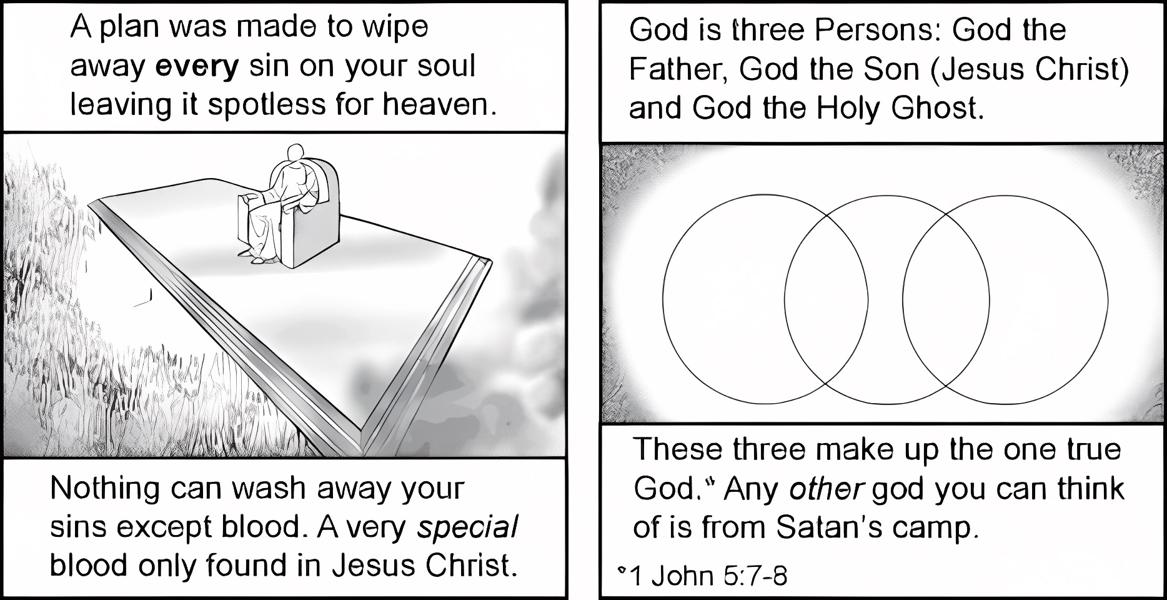 A plan was made to wipe
away every sin on your soul
leaving it spotless for heaven.
Nothing can wash away your
sins except blood. A very special
blood only found in Jesus Christ.
God is three Persons: God the
Father, God the Son (Jesus Christ)
and God the Holy Ghost.
These three make up the one true
God.* Any other god you can think
of is from Satan's camp.
*1 John 5:7-8